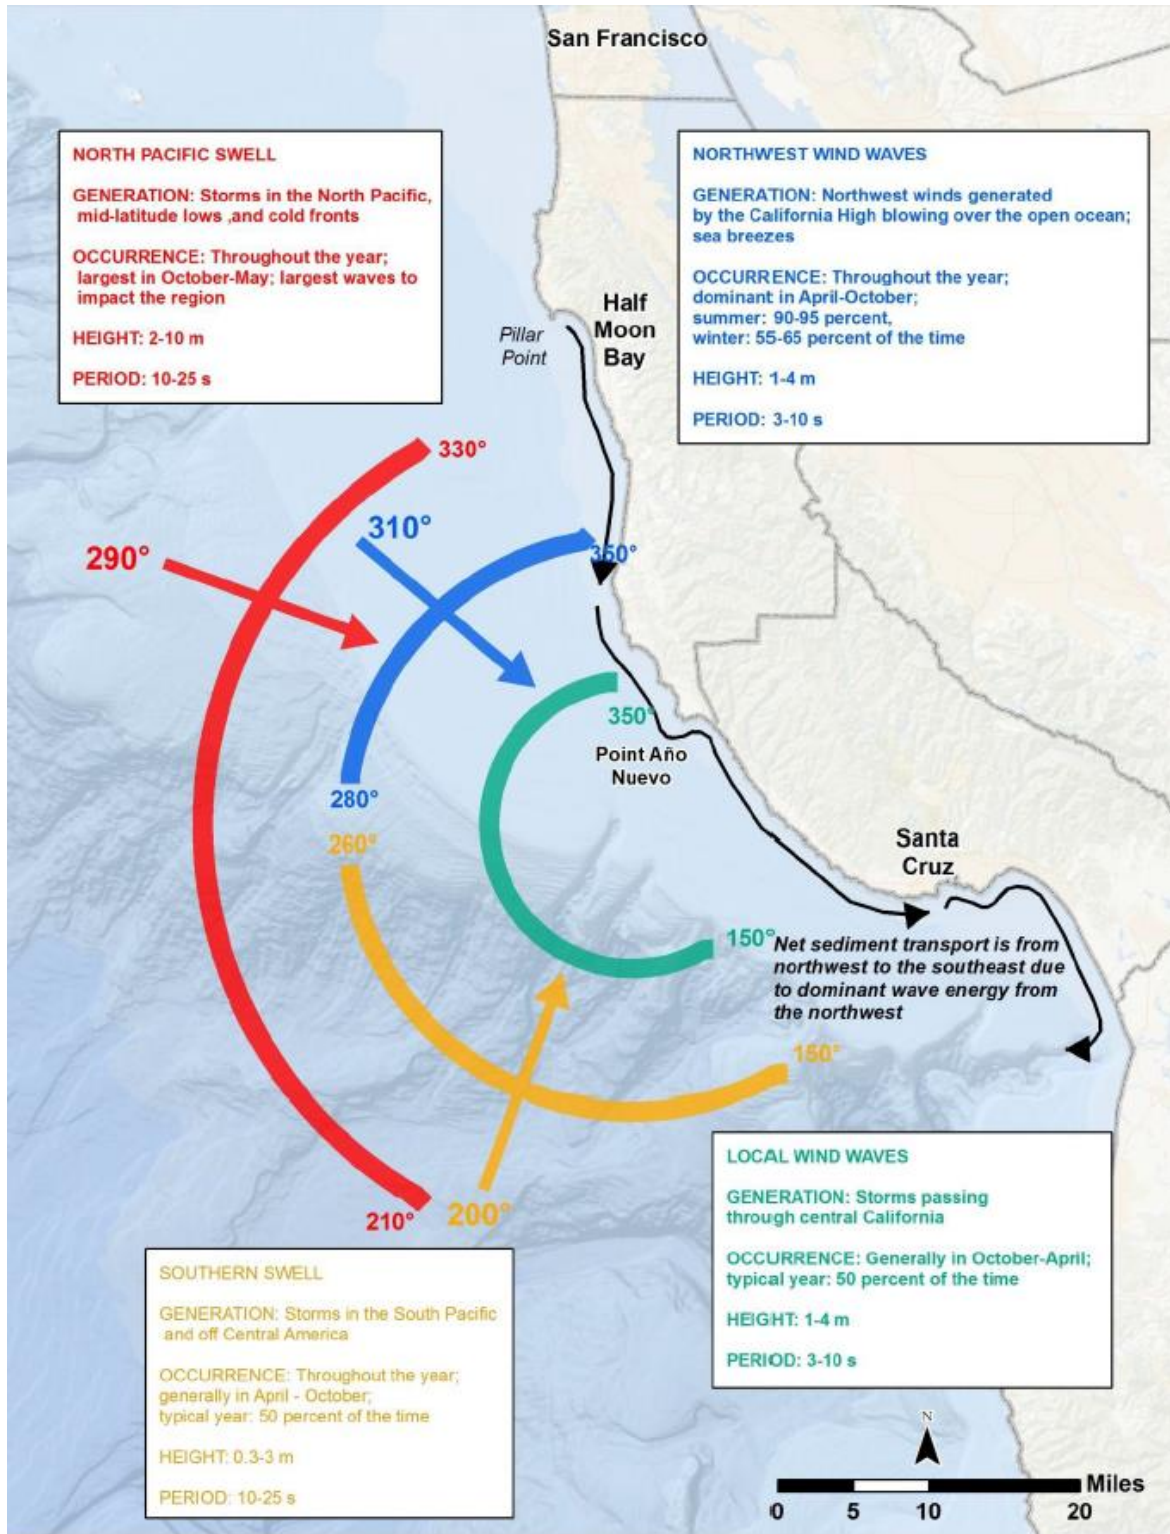 San Francisco
NORTH PACIFIC SWELL
GENERATION: Storms in the North Pacific,
mid-latitude lows ,and cold fronts
OCCURRENCE: Throughout the year;
largest in October-May; largest waves to
impact the region
HEIGHT: 2-10 m
PERIOD: 10-25 s
NORTHWEST WIND WAVES
GENERATION: Northwest winds generated
by the California High blowing over the open ocean;
sea breezes
OCCURRENCE: Throughout the year;
dominant in April-October;
summer: 90-95 percent,
winter: 55-65 percent of the time
HEIGHT: 1-4 m
PERIOD: 3-10 s
Pillar
Point
Half
Moon
Bay
330°
310°
290°
350°
350°
Point Año
Nuevo
280°
260°
Santa
Cruz
150°
Net sediment transport is from
northwest to the southeast due
to dominant wave energy from
the northwest
150°
210°
200°
SOUTHERN SWELL
GENERATION: Storms in the South Pacific
and off Central America
OCCURRENCE: Throughout the year;
generally in April - October;
typical year: 50 percent of the time
HEIGHT: 0.3-3 m
PERIOD: 10-25 s
LOCAL WIND WAVES
GENERATION: Storms passing
through central California
OCCURRENCE: Generally in October-April;
typical year: 50 percent of the time
HEIGHT: 1-4 m
PERIOD: 3-10 s
N
Miles
0 5 10 20